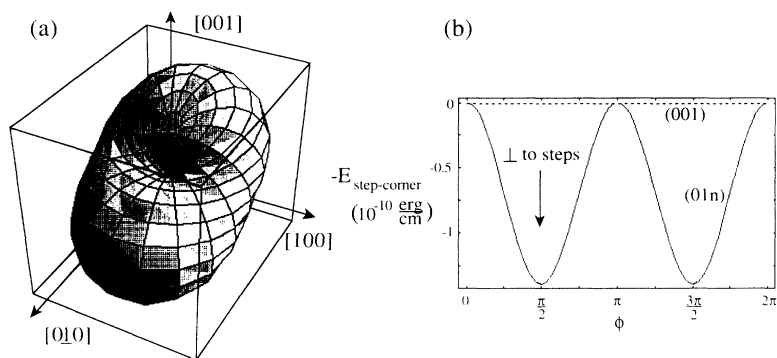 (a)
[001]
[100]
[010]
(b)
-E step-corner
(10⁻¹⁰ erg/cm)
0
-0.5
-1
(001)
⊥ to steps
(01n)
0
π/2
π
3π/2
2π
ϕ